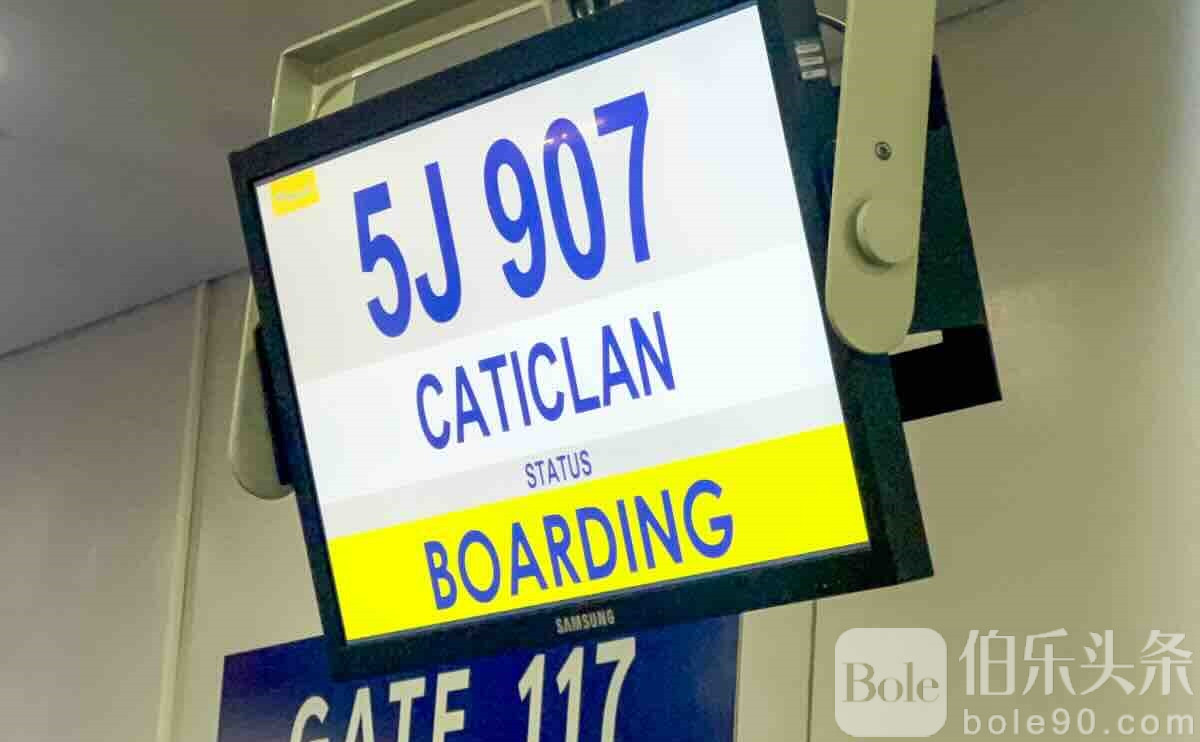 5J 907
CATICLAN
STATUS
BOARDING
SAMSUNG
GATE 117
Bole
伯乐头条
bole90.com